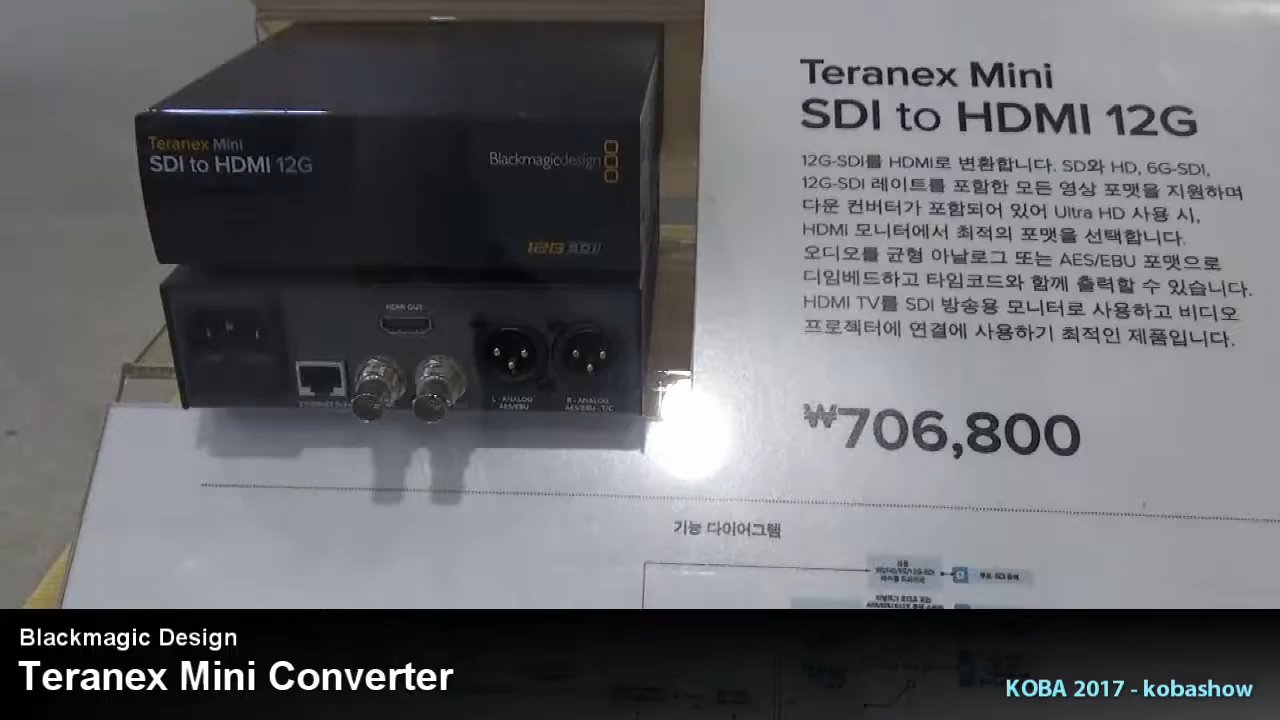 Teranex Mini
SDI to HDMI 12G
Blackmagicdesign
12G SDI
HDMI OUT
L - ANALOG
AES/EBU
R - ANALOG
AES/EBU - T/C
Teranex Mini
SDI to HDMI 12G
12G-SDI를 HDMI로 변환합니다. SD와 HD, 6G-SDI,
12G-SDI 레이트를 포함한 모든 영상 포맷을 지원하며
다운 컨버터가 포함되어 있어 Ultra HD 사용 시,
HDMI 모니터에서 최적의 포맷을 선택합니다.
오디오를 균형 아날로그 또는 AES/EBU 포맷으로
디임베드하고 타임코드와 함께 출력할 수 있습니다.
HDMI TV를 SDI 방송용 모니터로 사용하고 비디오
프로젝터에 연결에 사용하기 최적인 제품입니다.
₩706,800
기능 다이어그램
Blackmagic Design
Teranex Mini Converter
KOBA 2017 - kobashow